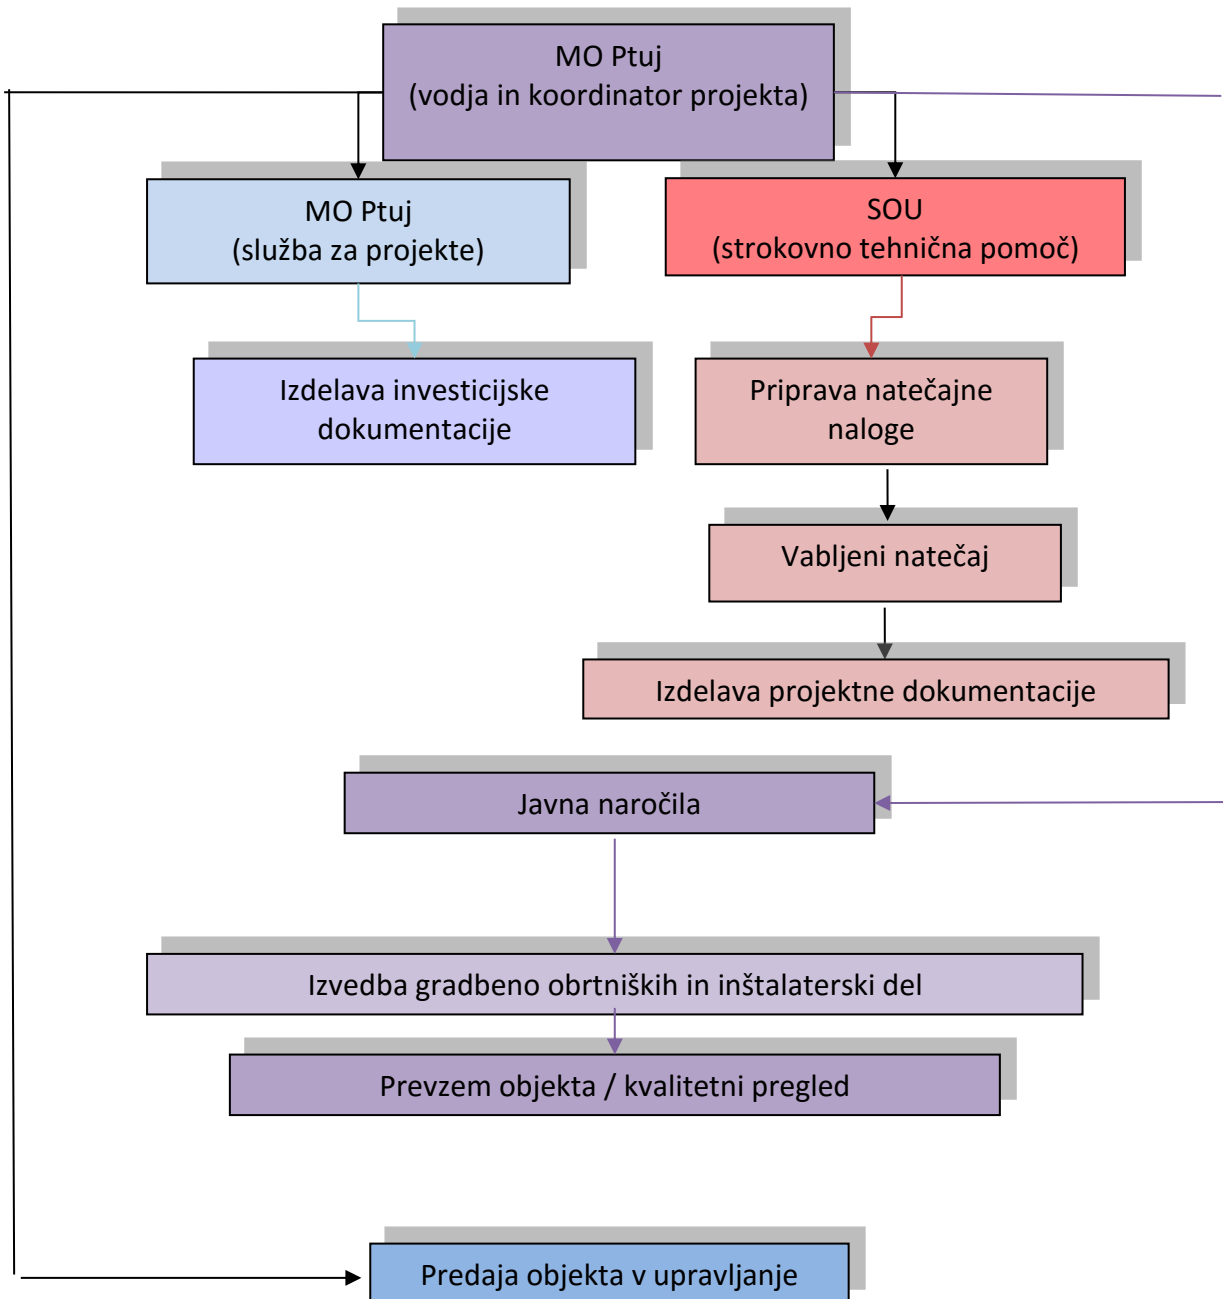 MO Ptuj
(vodja in koordinator projekta)
MO Ptuj
(služba za projekte)
SOU
(strokovno tehnična pomoč)
Izdelava investicijske
dokumentacije
Priprava natečajne
naloge
Vabljeni natečaj
Izdelava projektne dokumentacije
Javna naročila
Izvedba gradbeno obrtniških in inštalaterski del
Prevzem objekta / kvalitetni pregled
Predaja objekta v upravljanje